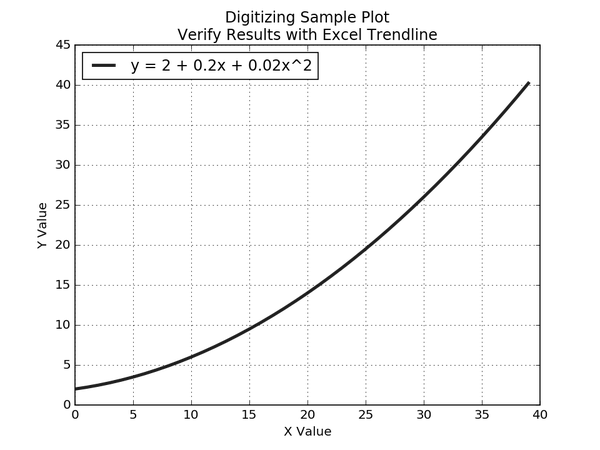 Digitizing Sample Plot
Verify Results with Excel Trendline
y = 2 + 0.2x + 0.02x^2
45
40
35
30
25
20
15
10
5
0
Y Value
0 5 10 15 20 25 30 35 40
X Value